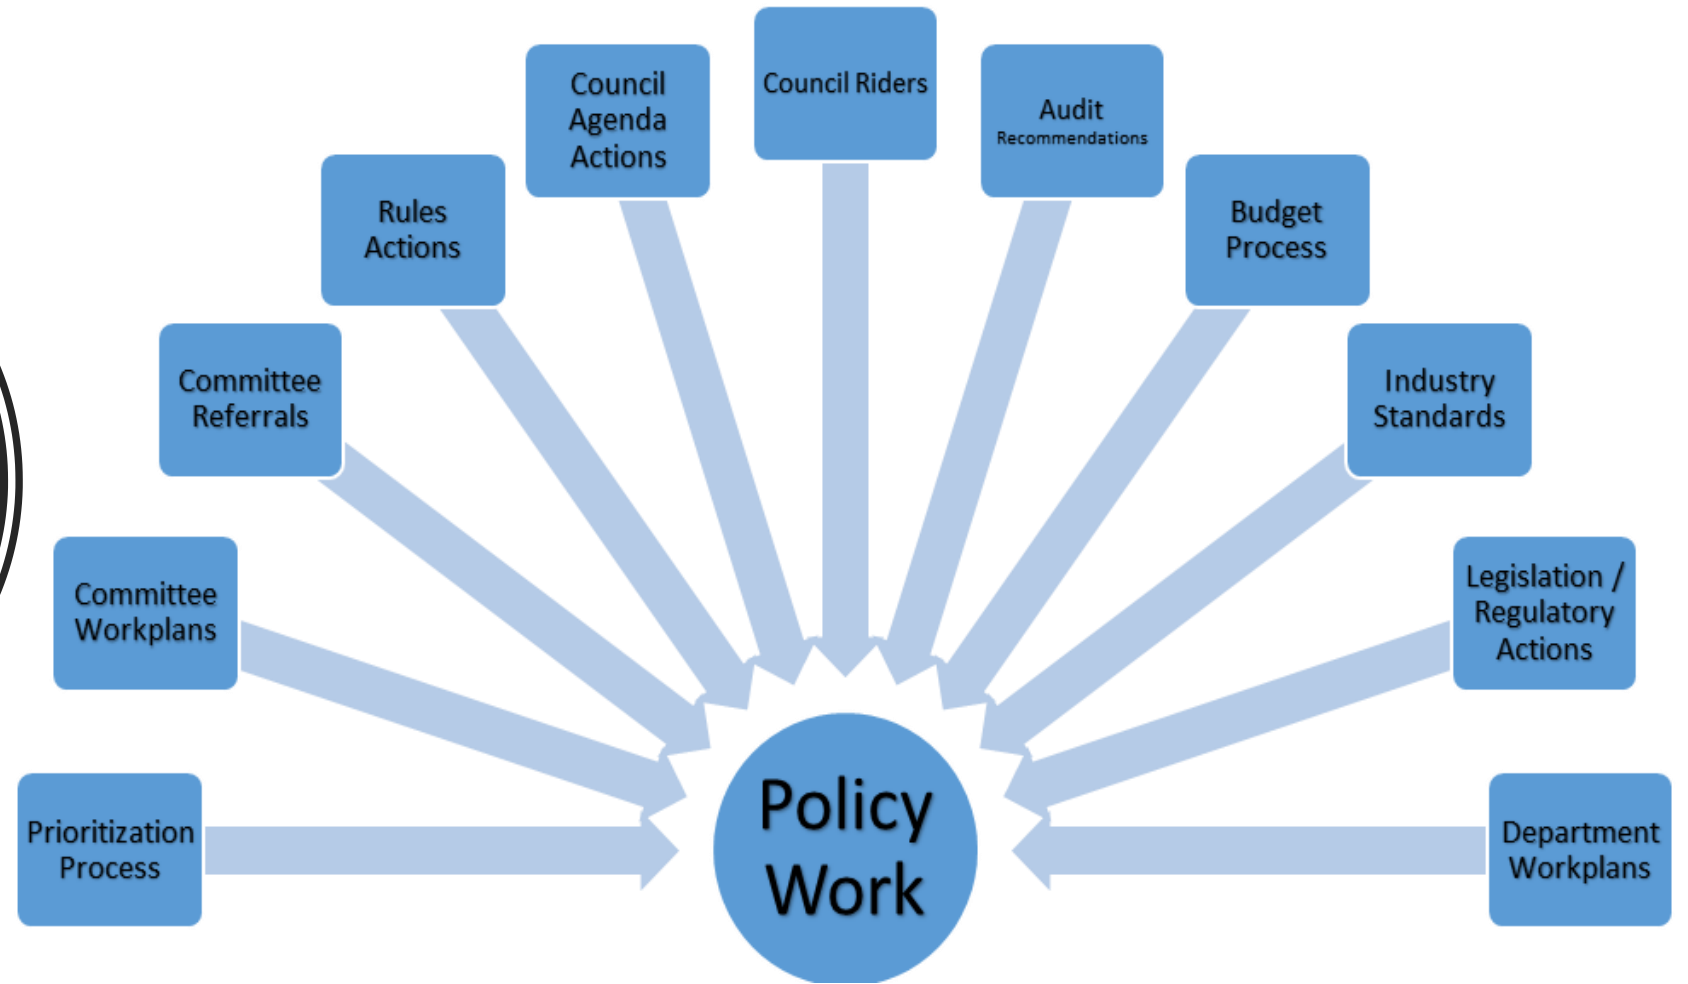 Council Riders
Council
Agenda
Actions
Audit
Recommendations
Rules
Actions
Budget
Process
Committee
Referrals
Industry
Standards
Committee
Workplans
Legislation /
Regulatory
Actions
Prioritization
Process
Policy
Work
Department
Workplans